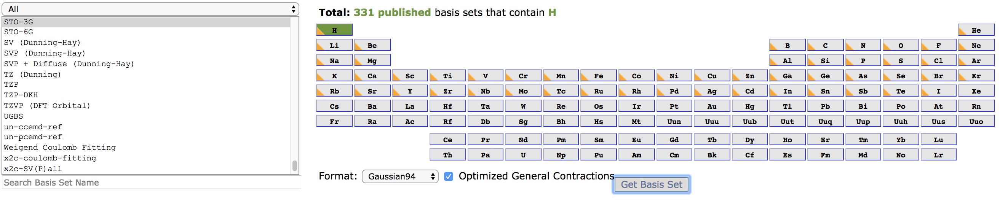 All
STO-3G
STO-6G
SV (Dunning-Hay)
SVP (Dunning-Hay)
SVP + Diffuse (Dunning-Hay)
TZ (Dunning)
TZP
TZP-DKH
TZVP (DFT Orbital)
UGBS
un-ccemd-ref
un-pcemd-ref
Weigend Coulomb Fitting
x2c-coulomb-fitting
x2c-SV(P)all
Search Basis Set Name
Total: 331 published basis sets that contain H
H He
Li Be B C N O F Ne
Na Mg Al Si P S Cl Ar
K Ca Sc Ti V Cr Mn Fe Co Ni Cu Zn Ga Ge As Se Br Kr
Rb Sr Y Zr Nb Mo Tc Ru Rh Pd Ag Cd In Sn Sb Te I Xe
Cs Ba La Hf Ta W Re Os Ir Pt Au Hg Tl Pb Bi Po At Rn
Fr Ra Ac Rf Db Sg Bh Hs Mt Uun Uuu Uub Uut Uuq Uup Uuh Uus Uuo
Ce Pr Nd Pm Sm Eu Gd Tb Dy Ho Er Tm Yb Lu
Th Pa U Np Pu Am Cm Bk Cf Es Fm Md No Lr
Format: Gaussian94 Optimized General Contractions
Get Basis Set